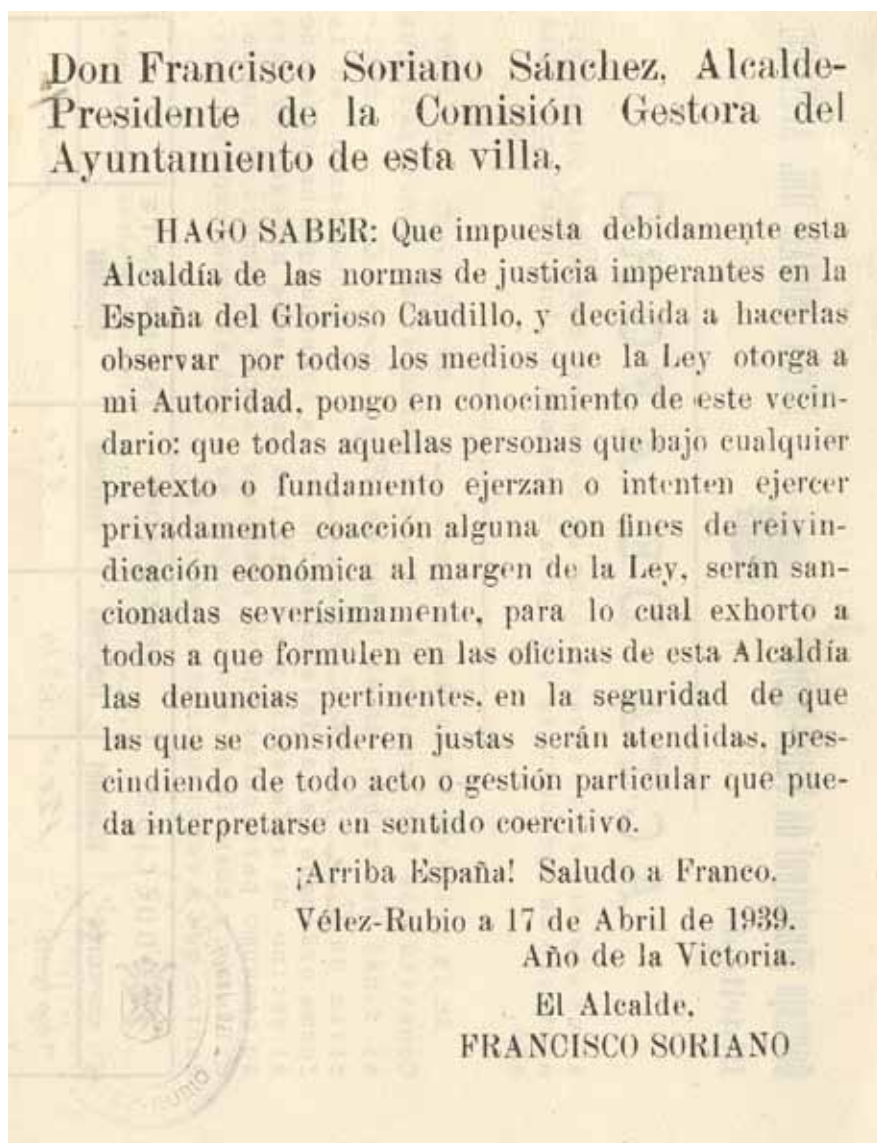 Don Francisco Soriano Sánchez, Alcalde-
Presidente de la Comisión Gestora del
Ayuntamiento de esta villa,
HAGO SABER: Que impuesta debidamente esta
Alcaldía de las normas de justicia imperantes en la
España del Glorioso Caudillo, y decidida a hacerlas
observar por todos los medios que la Ley otorga a
mi Autoridad, pongo en conocimiento de este vecin-
dario: que todas aquellas personas que bajo cualquier
pretexto o fundamento ejerzan o intenten ejercer
privadamente coacción alguna con fines de reivin-
dicación económica al margen de la Ley, serán san-
cionadas severísimamente, para lo cual exhorto a
todos a que formulen en las oficinas de esta Alcaldía
las denuncias pertinentes, en la seguridad de que
las que se consideren justas serán atendidas, pres-
cindiendo de todo acto o gestión particular que pue-
da interpretarse en sentido coercitivo.
¡Arriba España! Saludo a Franco.
Vélez-Rubio a 17 de Abril de 1939.
Año de la Victoria.
El Alcalde,
FRANCISCO SORIANO